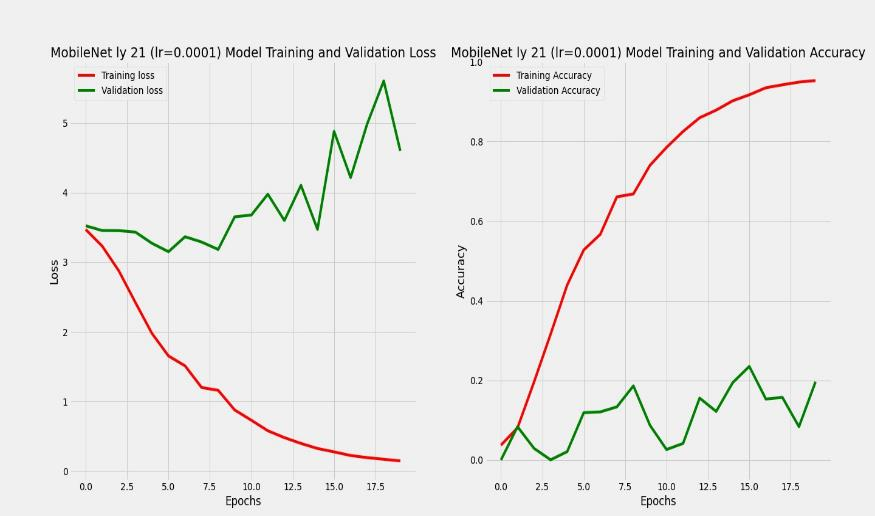 MobileNet ly 21 (lr=0.0001) Model Training and Validation Loss
Training loss
Validation loss
5
4
3
2
1
0
Loss
0.0 2.5 5.0 7.5 10.0 12.5 15.0 17.5
Epochs
MobileNet ly 21 (lr=0.0001) Model Training and Validation Accuracy
1.0
Training Accuracy
Validation Accuracy
0.8
0.6
0.4
0.2
0.0
Accuracy
0.0 2.5 5.0 7.5 10.0 12.5 15.0 17.5
Epochs